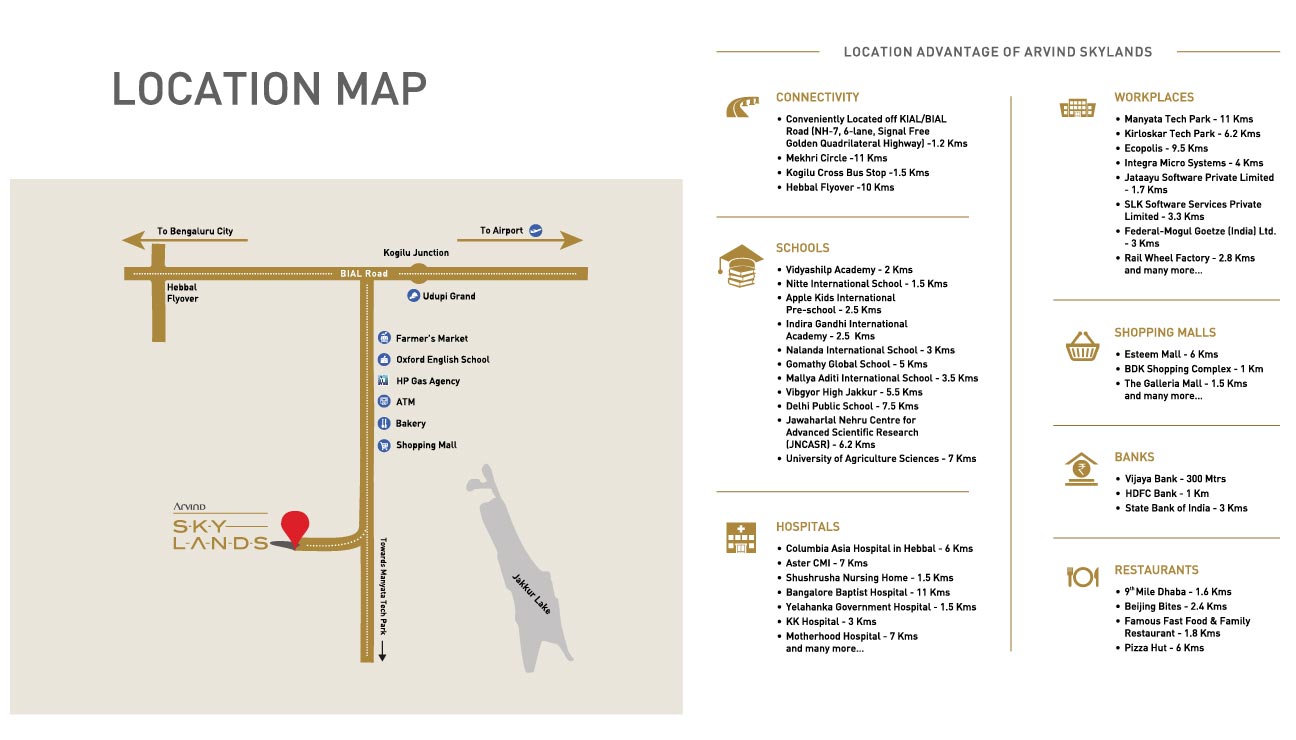 LOCATION MAP
To Bengaluru City
To Airport
Kogilu Junction
BIAL Road
Hebbal
Flyover
Udupi Grand
Farmer's Market
Oxford English School
HP Gas Agency
ATM
Bakery
Shopping Mall
ARVIND
S-K-Y
L-A-N-D-S
Towards Manyata Tech Park
Jakkur Lake
LOCATION ADVANTAGE OF ARVIND SKYLANDS
CONNECTIVITY
• Conveniently Located off KIAL/BIAL
Road (NH-7, 6-lane, Signal Free
Golden Quadrilateral Highway) -1.2 Kms
• Mekhri Circle -11 Kms
• Kogilu Cross Bus Stop -1.5 Kms
• Hebbal Flyover -10 Kms
SCHOOLS
• Vidyashilp Academy - 2 Kms
• Nitte International School - 1.5 Kms
• Apple Kids International
Pre-school - 2.5 Kms
• Indira Gandhi International
Academy - 2.5 Kms
• Nalanda International School - 3 Kms
• Gomathy Global School - 5 Kms
• Mallya Aditi International School - 3.5 Kms
• Vibgyor High Jakkur - 5.5 Kms
• Delhi Public School - 7.5 Kms
• Jawaharlal Nehru Centre for
Advanced Scientific Research
(JNCASR) - 6.2 Kms
• University of Agriculture Sciences - 7 Kms
HOSPITALS
• Columbia Asia Hospital in Hebbal - 6 Kms
• Aster CMI - 7 Kms
• Shushrusha Nursing Home - 1.5 Kms
• Bangalore Baptist Hospital - 11 Kms
• Yelahanka Government Hospital - 1.5 Kms
• KK Hospital - 3 Kms
• Motherhood Hospital - 7 Kms
and many more...
WORKPLACES
• Manyata Tech Park - 11 Kms
• Kirloskar Tech Park - 6.2 Kms
• Ecopolis - 9.5 Kms
• Integra Micro Systems - 4 Kms
• Jataayu Software Private Limited
- 1.7 Kms
• SLK Software Services Private
Limited - 3.3 Kms
• Federal-Mogul Goetze (India) Ltd.
- 3 Kms
• Rail Wheel Factory - 2.8 Kms
and many more...
SHOPPING MALLS
• Esteem Mall - 6 Kms
• BDK Shopping Complex - 1 Km
• The Galleria Mall - 1.5 Kms
and many more...
BANKS
• Vijaya Bank - 300 Mtrs
• HDFC Bank - 1 Km
• State Bank of India - 3 Kms
RESTAURANTS
• 9th Mile Dhaba - 1.6 Kms
• Beijing Bites - 2.4 Kms
• Famous Fast Food & Family
Restaurant - 1.8 Kms
• Pizza Hut - 6 Kms